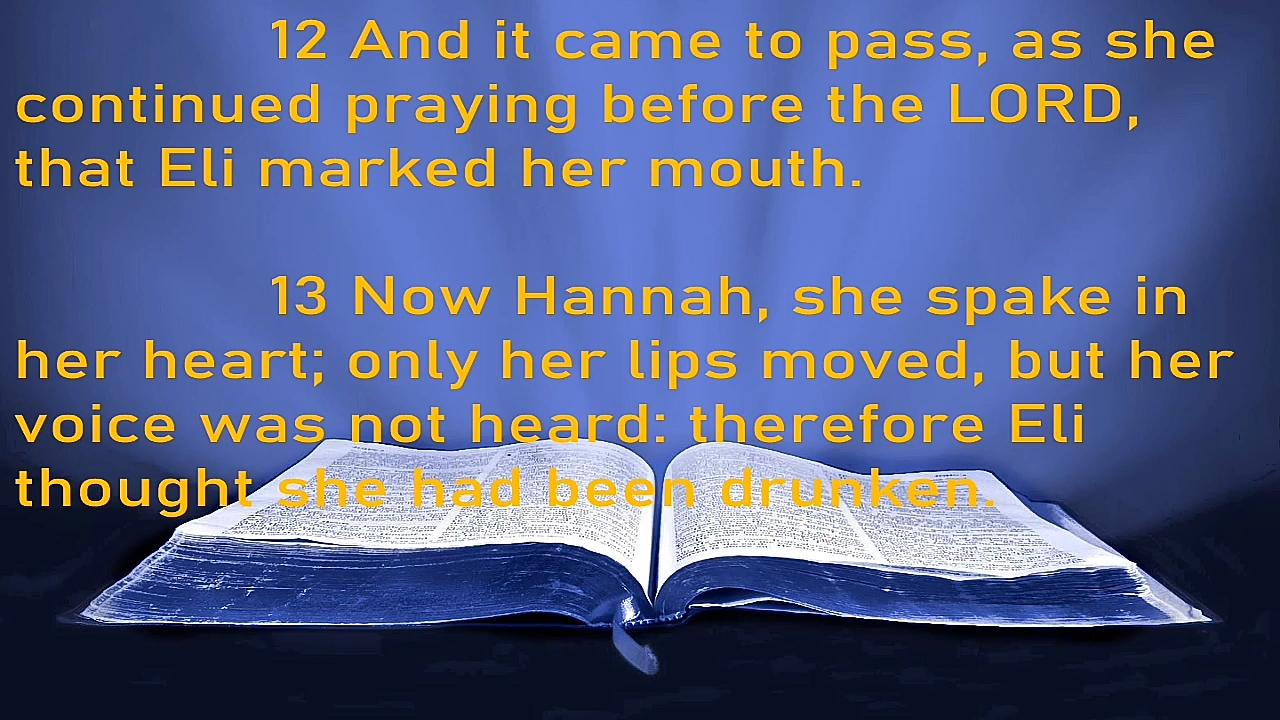 12 And it came to pass, as she
continued praying before the LORD,
that Eli marked her mouth.
13 Now Hannah, she spake in
her heart; only her lips moved, but her
voice was not heard: therefore Eli
thought she had been drunken.